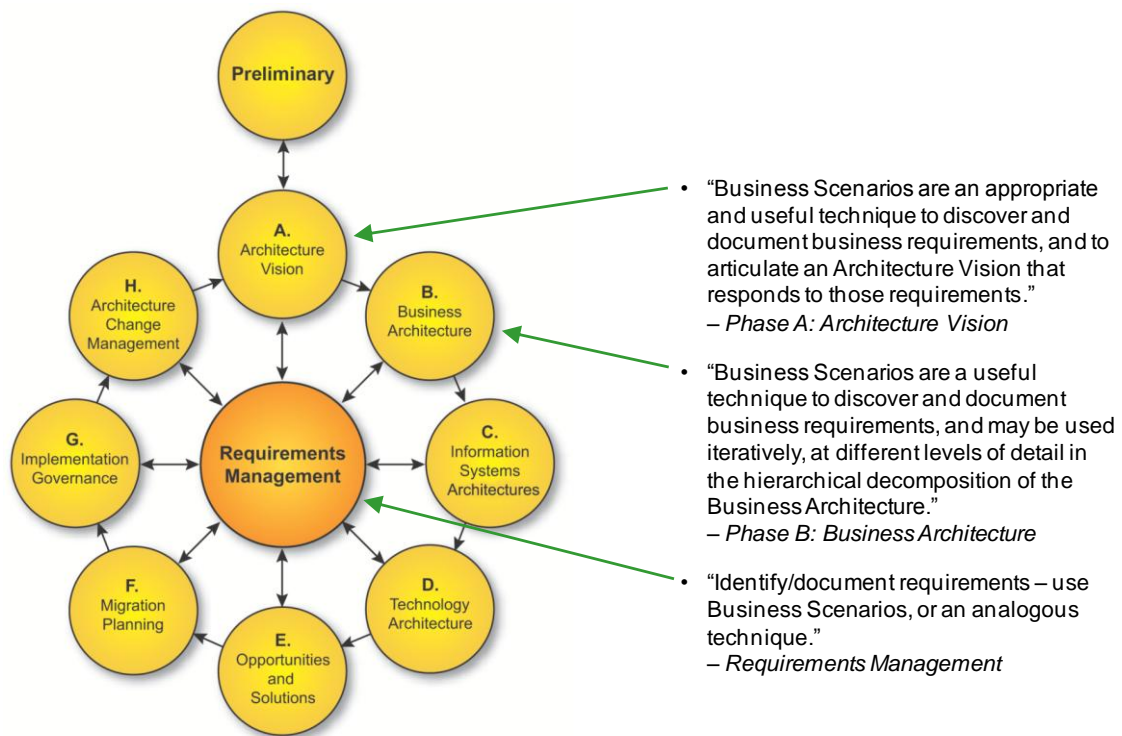 Preliminary
A.
Architecture
Vision
B.
Business
Architecture
C.
Information
Systems
Architectures
D.
Technology
Architecture
E.
Opportunities
and
Solutions
F.
Migration
Planning
G.
Implementation
Governance
H.
Architecture
Change
Management
Requirements
Management
• “Business Scenarios are an appropriate
and useful technique to discover and
document business requirements, and to
articulate an Architecture Vision that
responds to those requirements.”
– Phase A: Architecture Vision
• “Business Scenarios are a useful
technique to discover and document
business requirements, and may be used
iteratively, at different levels of detail in
the hierarchical decomposition of the
Business Architecture.”
– Phase B: Business Architecture
• “Identify/document requirements – use
Business Scenarios, or an analogous
technique.”
– Requirements Management